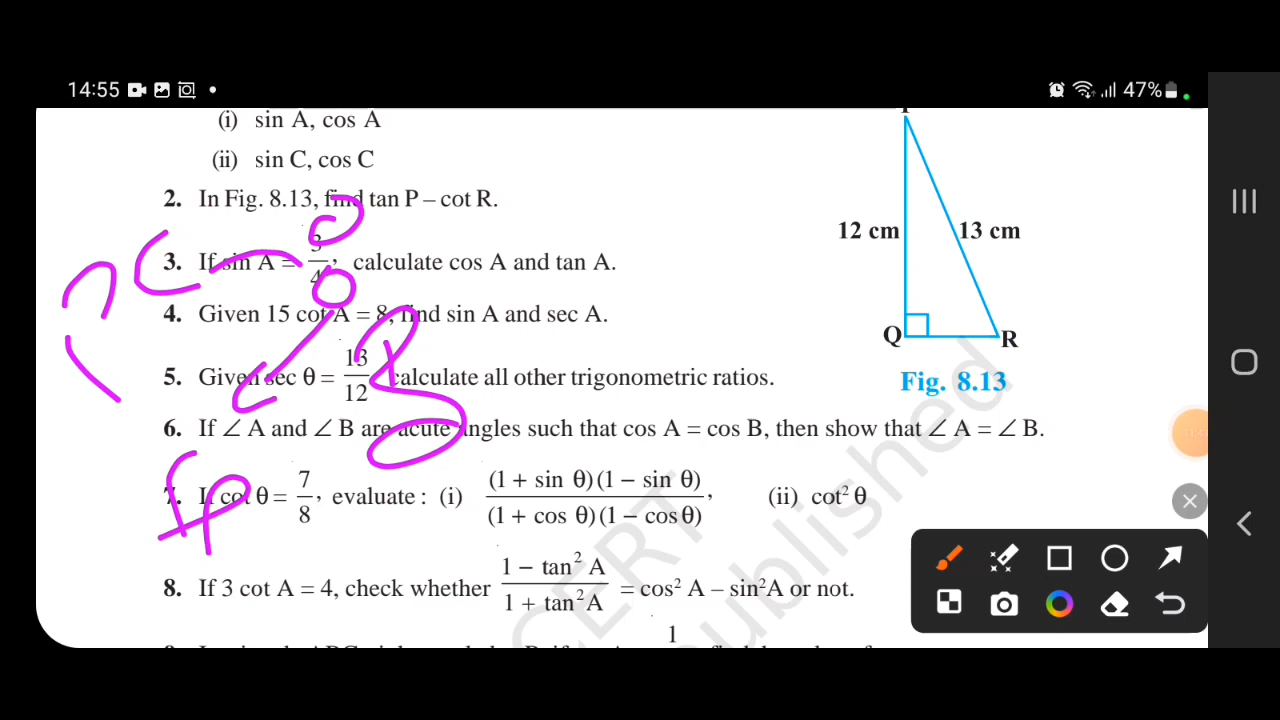 14:55 47%
(i) sin A, cos A
(ii) sin C, cos C
2. In Fig. 8.13, find tan P – cot R.
3. If sin A = 3/4, calculate cos A and tan A.
4. Given 15 cot A = 8, find sin A and sec A.
5. Given sec θ = 13/12, calculate all other trigonometric ratios.
12 cm 13 cm
Q R
Fig. 8.13
6. If ∠ A and ∠ B are acute angles such that cos A = cos B, then show that ∠ A = ∠ B.
7. If cot θ = 7/8, evaluate : (i) (1 + sin θ)(1 – sin θ)/(1 + cos θ)(1 – cos θ), (ii) cot² θ
8. If 3 cot A = 4, check whether 1 – tan² A/1 + tan² A = cos² A – sin² A or not.
1